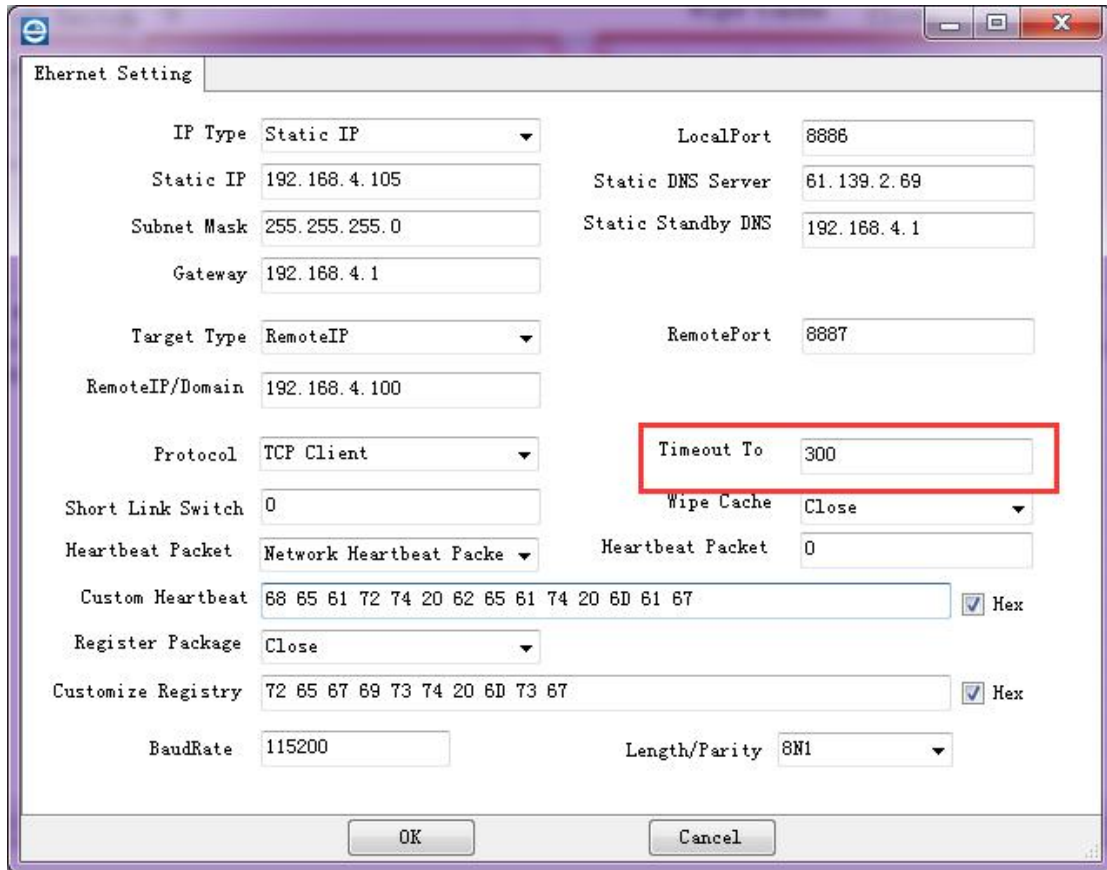 Ehernet Setting
IP Type Static IP LocalPort 8886
Static IP 192.168.4.105 Static DNS Server 61.139.2.69
Subnet Mask 255.255.255.0 Static Standby DNS 192.168.4.1
Gateway 192.168.4.1
Target Type RemoteIP RemotePort 8887
RemoteIP/Domain 192.168.4.100
Protocol TCP Client Timeout To 300
Short Link Switch 0 Wipe Cache Close
Heartbeat Packet Network Heartbeat Packe Heartbeat Packet 0
Custom Heartbeat 68 65 61 72 74 20 62 65 61 74 20 6D 61 67 Hex
Register Package Close
Customize Registry 72 65 67 69 73 74 20 6D 73 67 Hex
BaudRate 115200 Length/Parity 8N1
OK Cancel